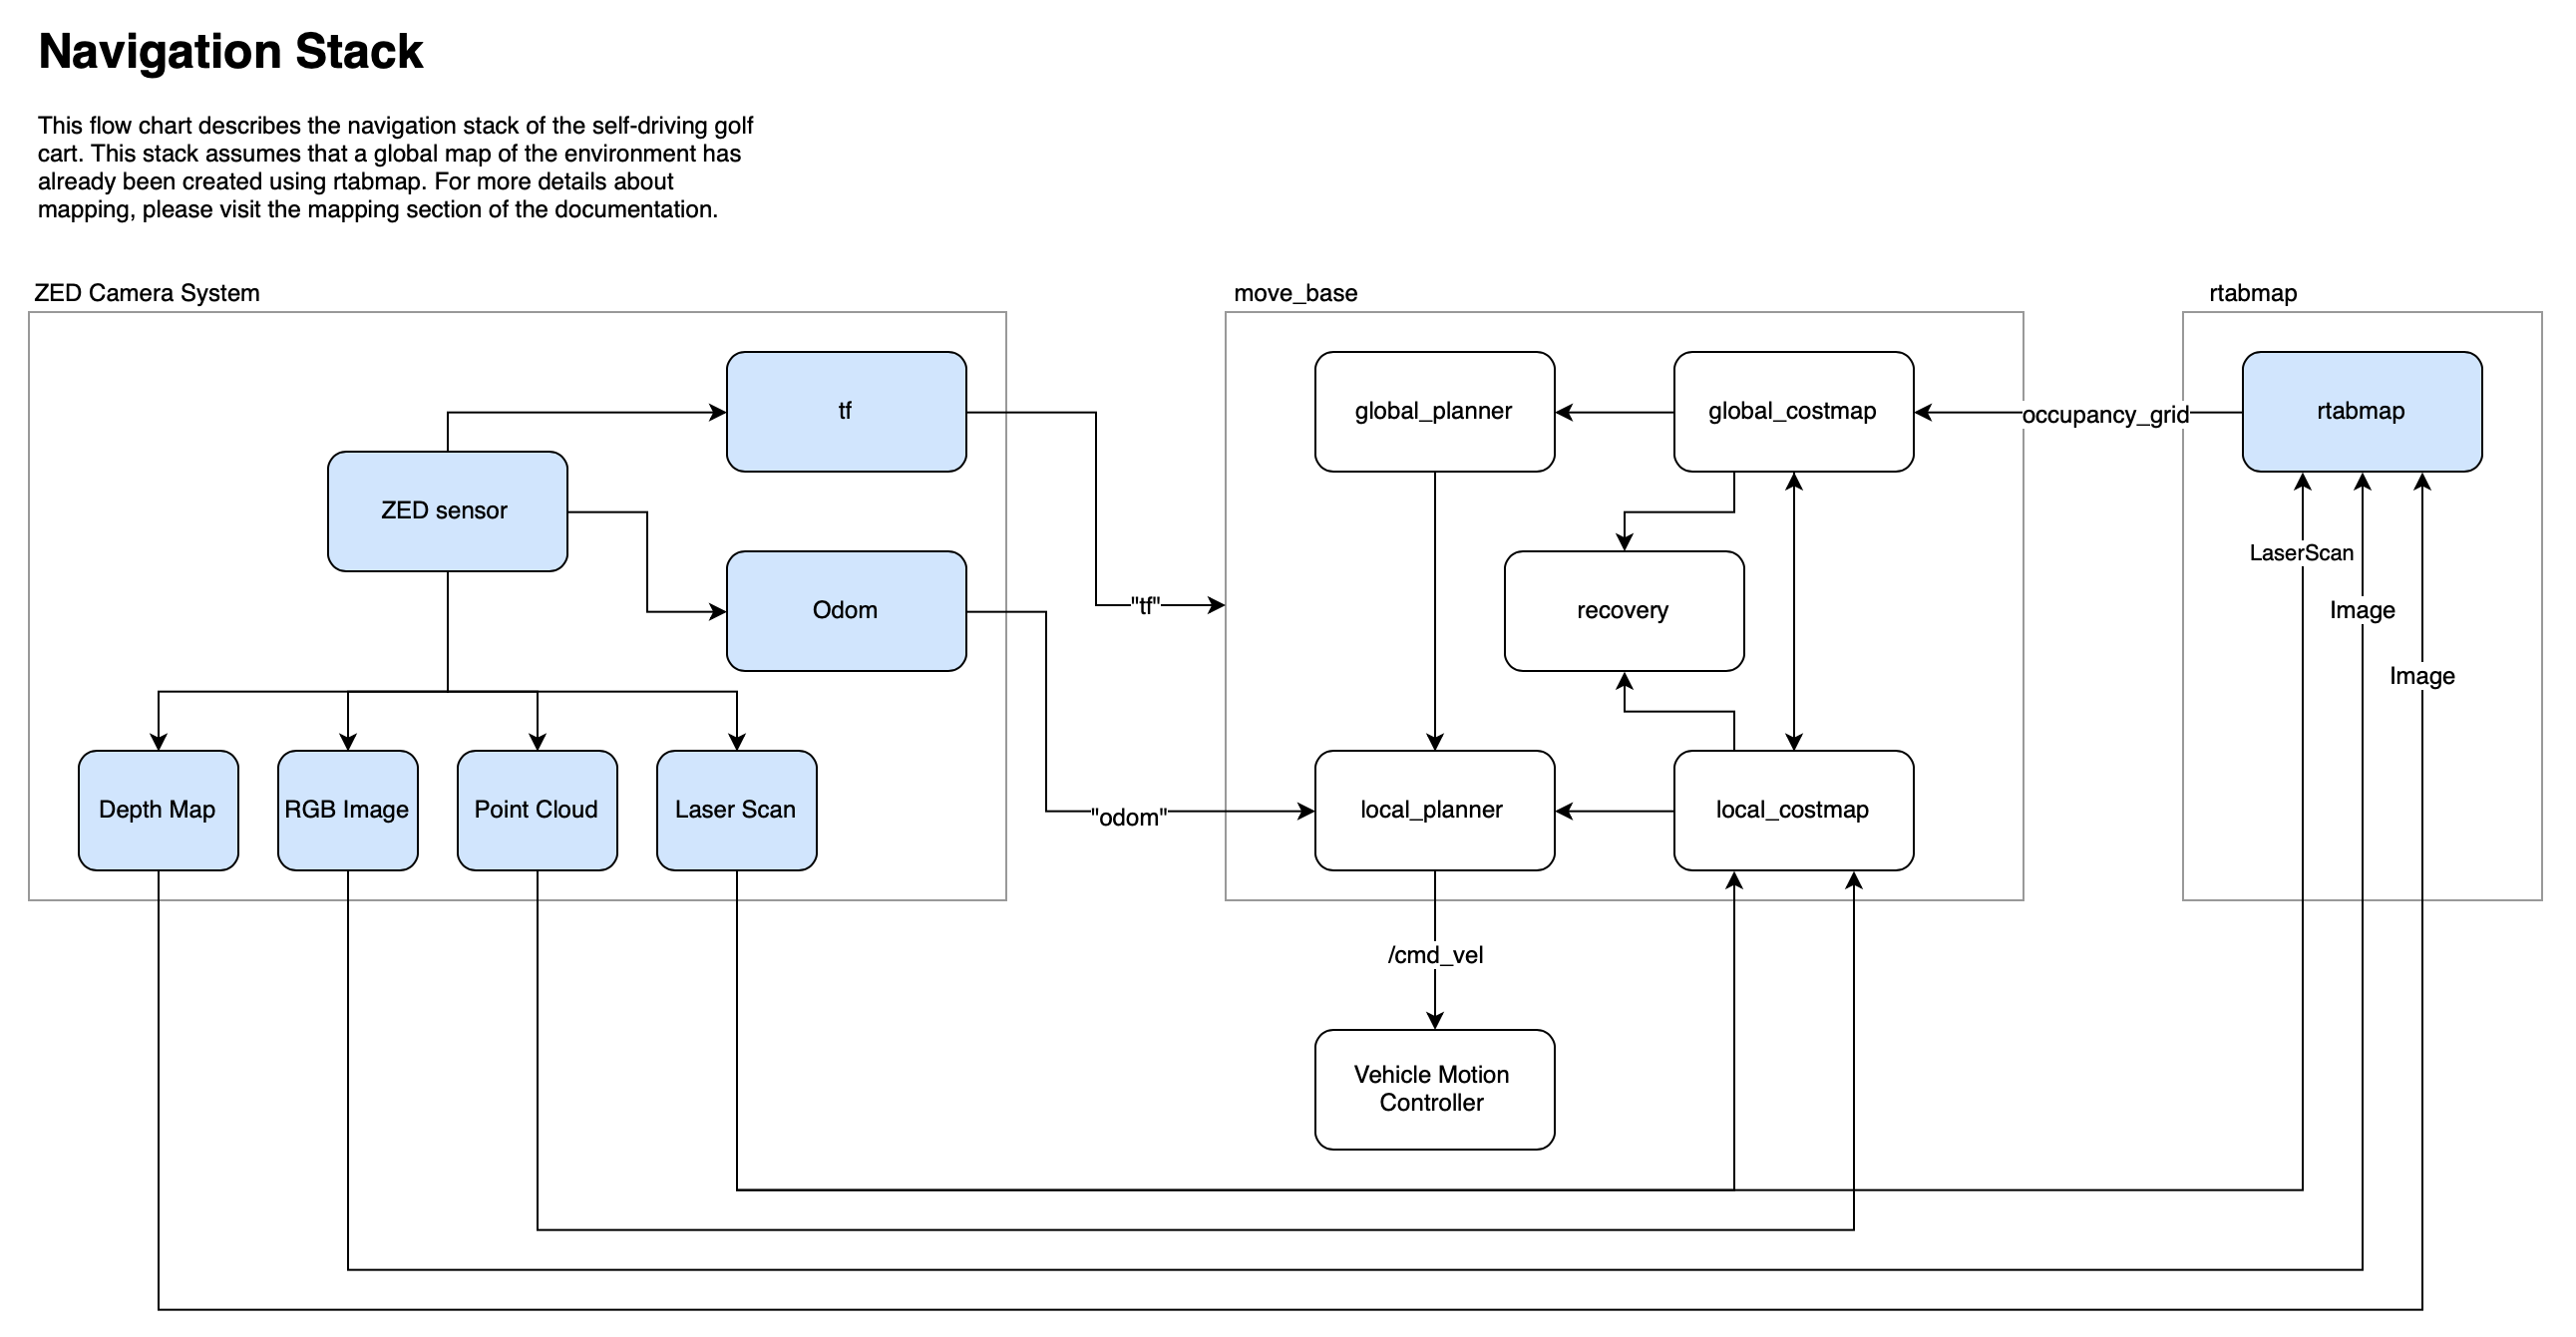 Navigation Stack
This flow chart describes the navigation stack of the self-driving golf
cart. This stack assumes that a global map of the environment has
already been created using rtabmap. For more details about
mapping, please visit the mapping section of the documentation.
ZED Camera System
tf
ZED sensor
Odom
Depth Map
RGB Image
Point Cloud
Laser Scan
"tf"
"odom"
move_base
global_planner
global_costmap
recovery
local_planner
local_costmap
/cmd_vel
Vehicle Motion
Controller
occupancy_grid
rtabmap
rtabmap
LaserScan
Image
Image